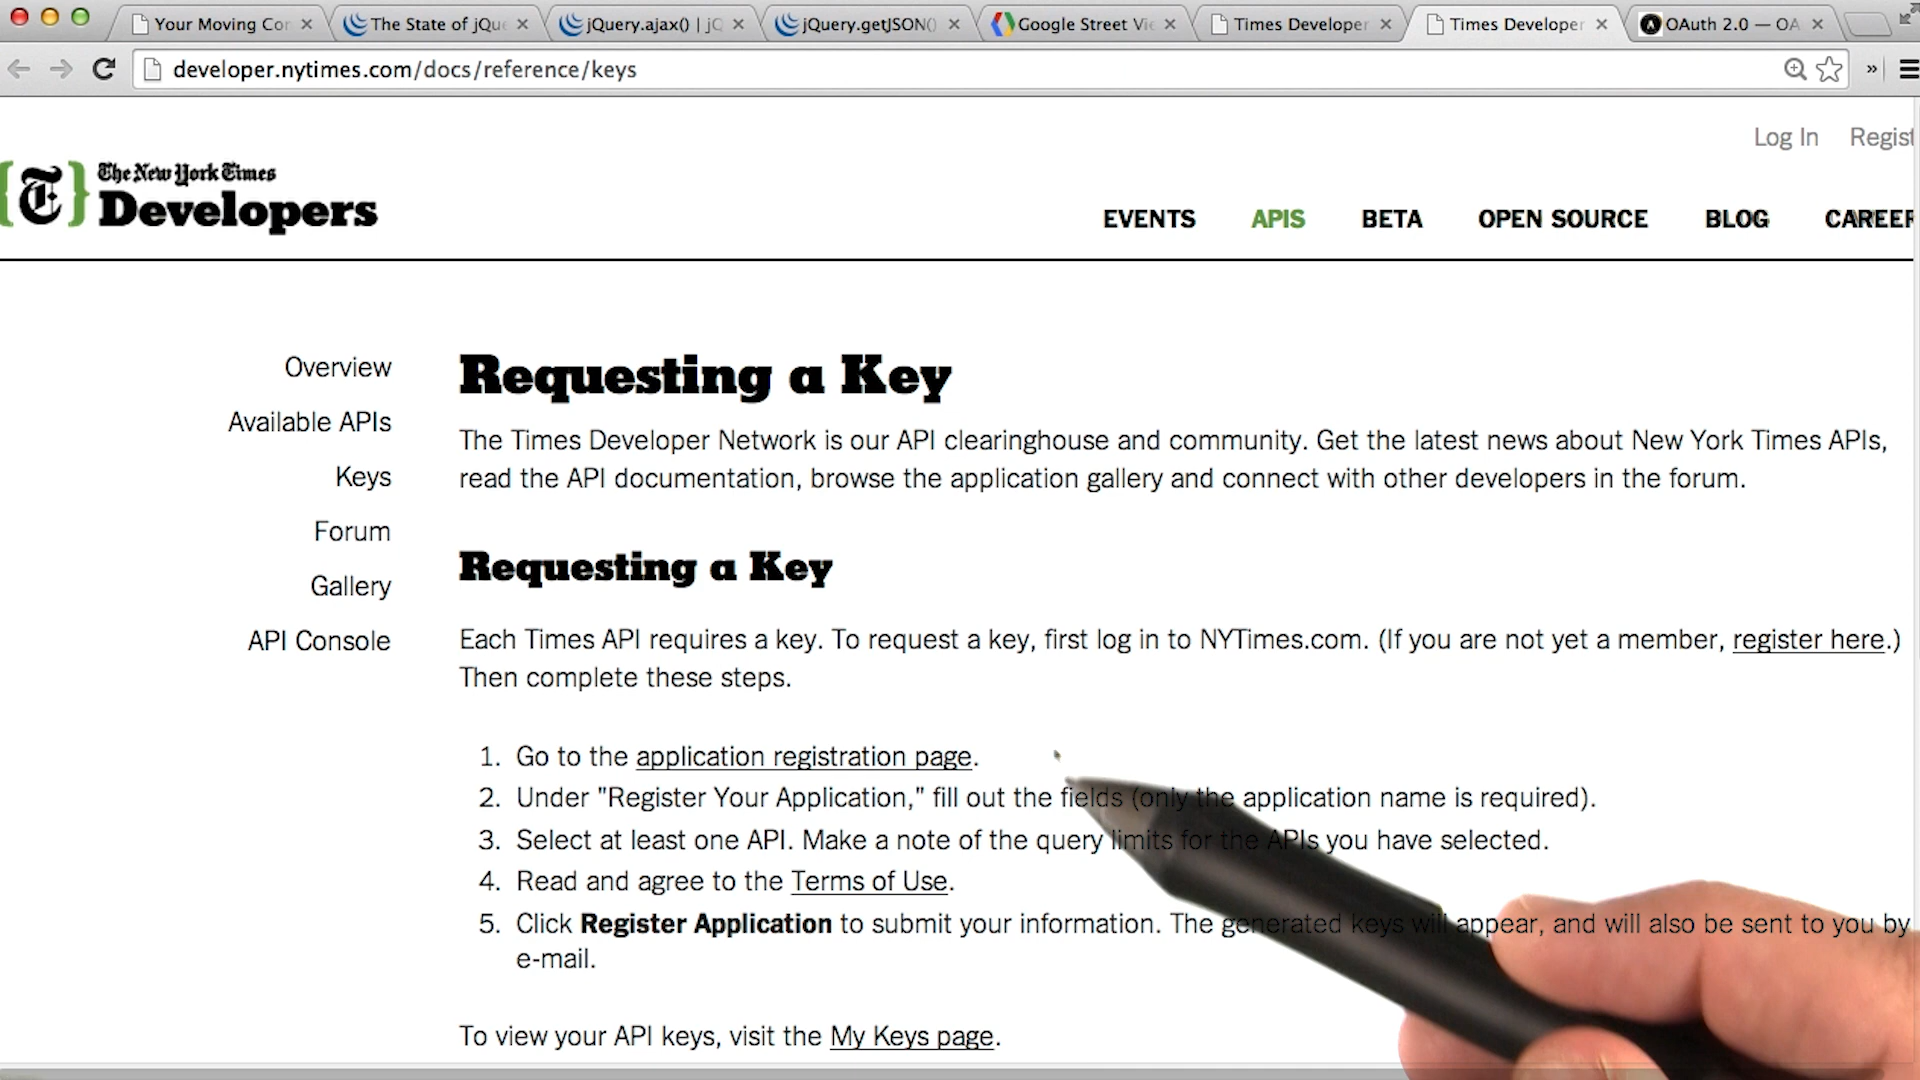 Your Moving Cor
The State of jQue
jQuery.ajax() | jQ
jQuery.getJSON()
Google Street Vie
Times Developer
Times Developer
OAuth 2.0 — OA
developer.nytimes.com/docs/reference/keys
Log In Regist
The New York Times
Developers
EVENTS APIS BETA OPEN SOURCE BLOG CAREER
Overview
Available APIs
Keys
Forum
Gallery
API Console
Requesting a Key
The Times Developer Network is our API clearinghouse and community. Get the latest news about New York Times APIs,
read the API documentation, browse the application gallery and connect with other developers in the forum.
Requesting a Key
Each Times API requires a key. To request a key, first log in to NYTimes.com. (If you are not yet a member, register here.)
Then complete these steps.
1. Go to the application registration page.
2. Under "Register Your Application," fill out the fields (only the application name is required).
3. Select at least one API. Make a note of the query limits for the APIs you have selected.
4. Read and agree to the Terms of Use.
5. Click Register Application to submit your information. The generated keys will appear, and will also be sent to you by
e-mail.
To view your API keys, visit the My Keys page.